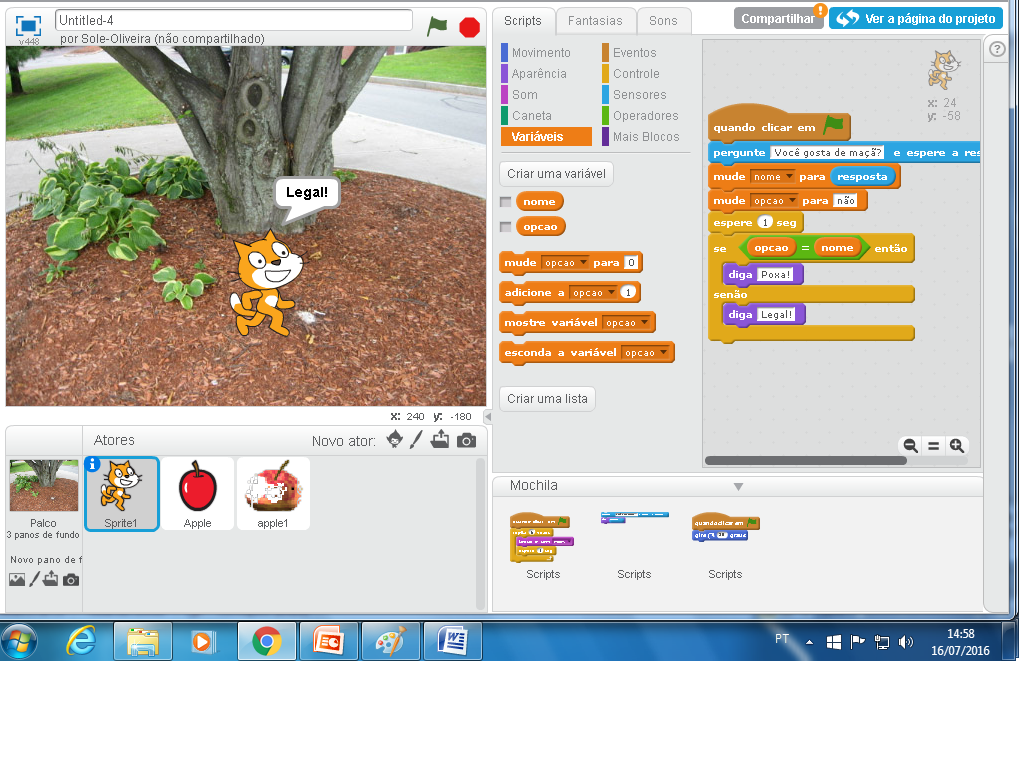 Untitled-4
v448
por Sole-Oliveira (não compartilhado)
Legal!
x: 240 y: -180
Atores
Novo ator:
Palco
3 panos de fundo
Novo pano de f
Sprite1
Apple
apple1
Scripts
Fantasias
Sons
Compartilhar
!
Ver a página do projeto
Movimento
Aparência
Som
Caneta
Variáveis
Eventos
Controle
Sensores
Operadores
Mais Blocos
Criar uma variável
nome
opcao
mude opcao para 0
adicione a opcao 1
mostre variável opcao
esconda a variável opcao
Criar uma lista
x: 24
y: -58
?
quando clicar em
pergunte Você gosta de maçã? e espere a res
mude nome para resposta
mude opcao para não
espere 1 seg
se opcao = nome então
diga Poxa!
senão
diga Legal!
Mochila
Scripts
Scripts
Scripts
PT
14:58
16/07/2016